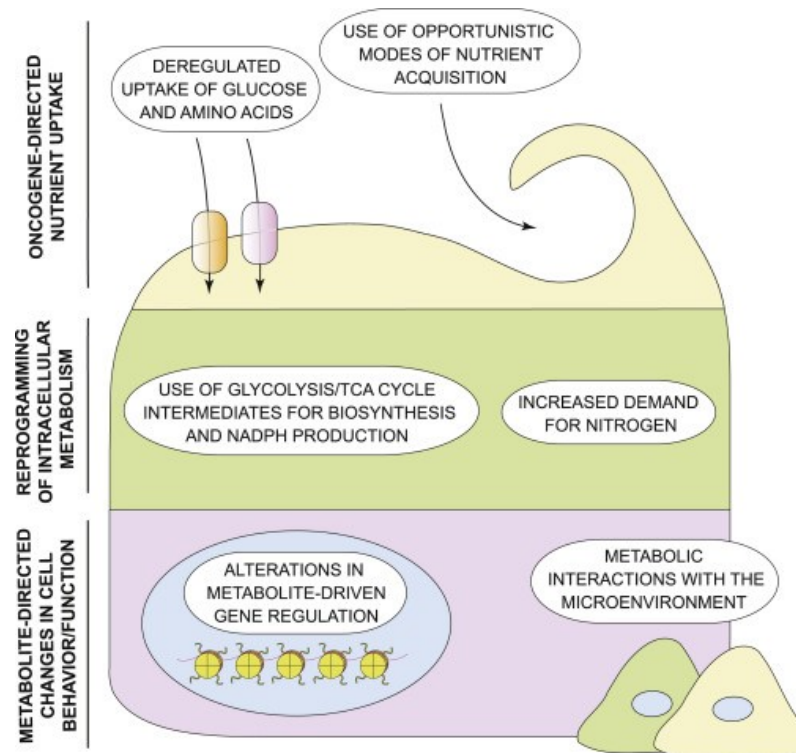 ONCOGENE-DIRECTED
NUTRIENT UPTAKE
DEREGULATED
UPTAKE OF GLUCOSE
AND AMINO ACIDS
USE OF OPPORTUNISTIC
MODES OF NUTRIENT
ACQUISITION
REPROGRAMMING
OF INTRACELLULAR
METABOLISM
USE OF GLYCOLYSIS/TCA CYCLE
INTERMEDIATES FOR BIOSYNTHESIS
AND NADPH PRODUCTION
INCREASED DEMAND
FOR NITROGEN
METABOLITE-DIRECTED
CHANGES IN CELL
BEHAVIOR/FUNCTION
ALTERATIONS IN
METABOLITE-DRIVEN
GENE REGULATION
METABOLIC
INTERACTIONS WITH THE
MICROENVIRONMENT